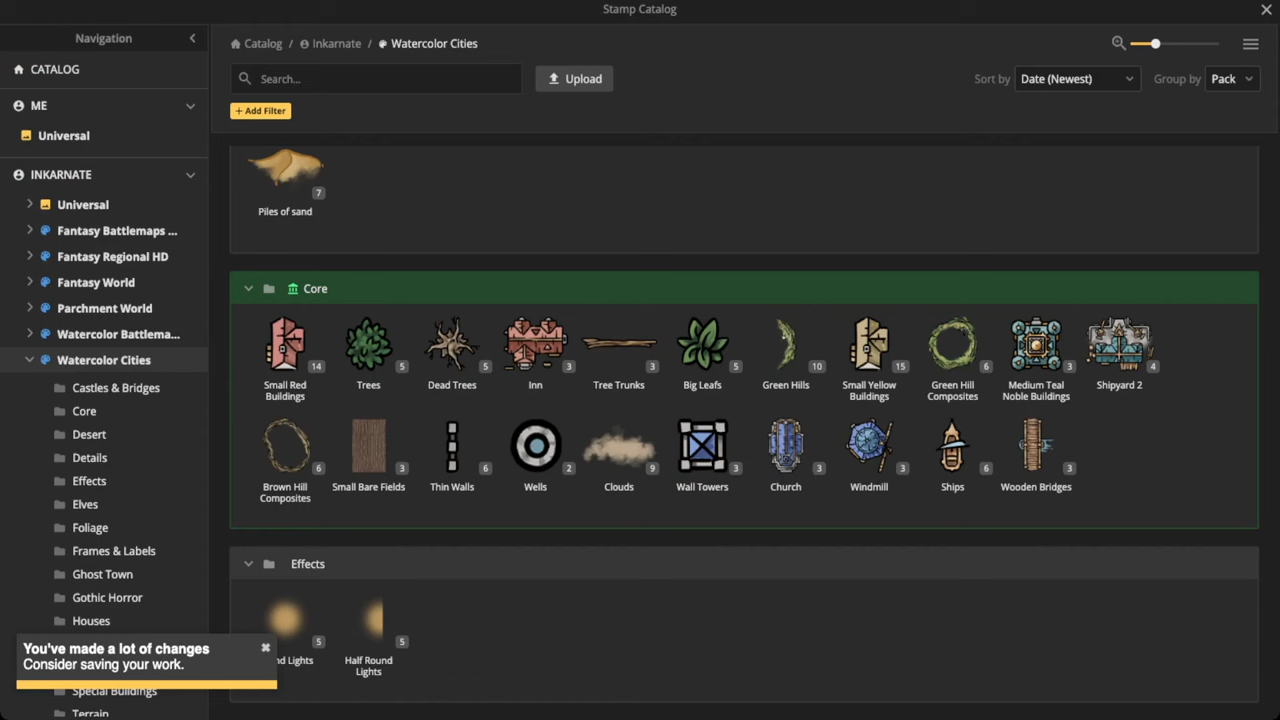 Stamp Catalog
Navigation
Catalog / Inkarnate / Watercolor Cities
CATALOG
Search...
Upload
Sort by
Date (Newest)
Group by
Pack
+ Add Filter
ME
Universal
INKARNATE
Universal
Fantasy Battlemaps ...
Fantasy Regional HD
Fantasy World
Parchment World
Watercolor Battlema...
Watercolor Cities
Castles & Bridges
Core
Desert
Details
Effects
Elves
Foliage
Frames & Labels
Ghost Town
Gothic Horror
Houses
Special Buildings
Terrain
You've made a lot of changes
Consider saving your work.
7
Piles of sand
Core
14
5
5
3
3
5
10
15
6
3
4
Small Red Buildings
Trees
Dead Trees
Inn
Tree Trunks
Big Leafs
Green Hills
Small Yellow Buildings
Green Hill Composites
Medium Teal Noble Buildings
Shipyard 2
6
3
6
2
9
3
3
3
6
3
Brown Hill Composites
Small Bare Fields
Thin Walls
Wells
Clouds
Wall Towers
Church
Windmill
Ships
Wooden Bridges
Effects
5
5
Lights
Half Round Lights